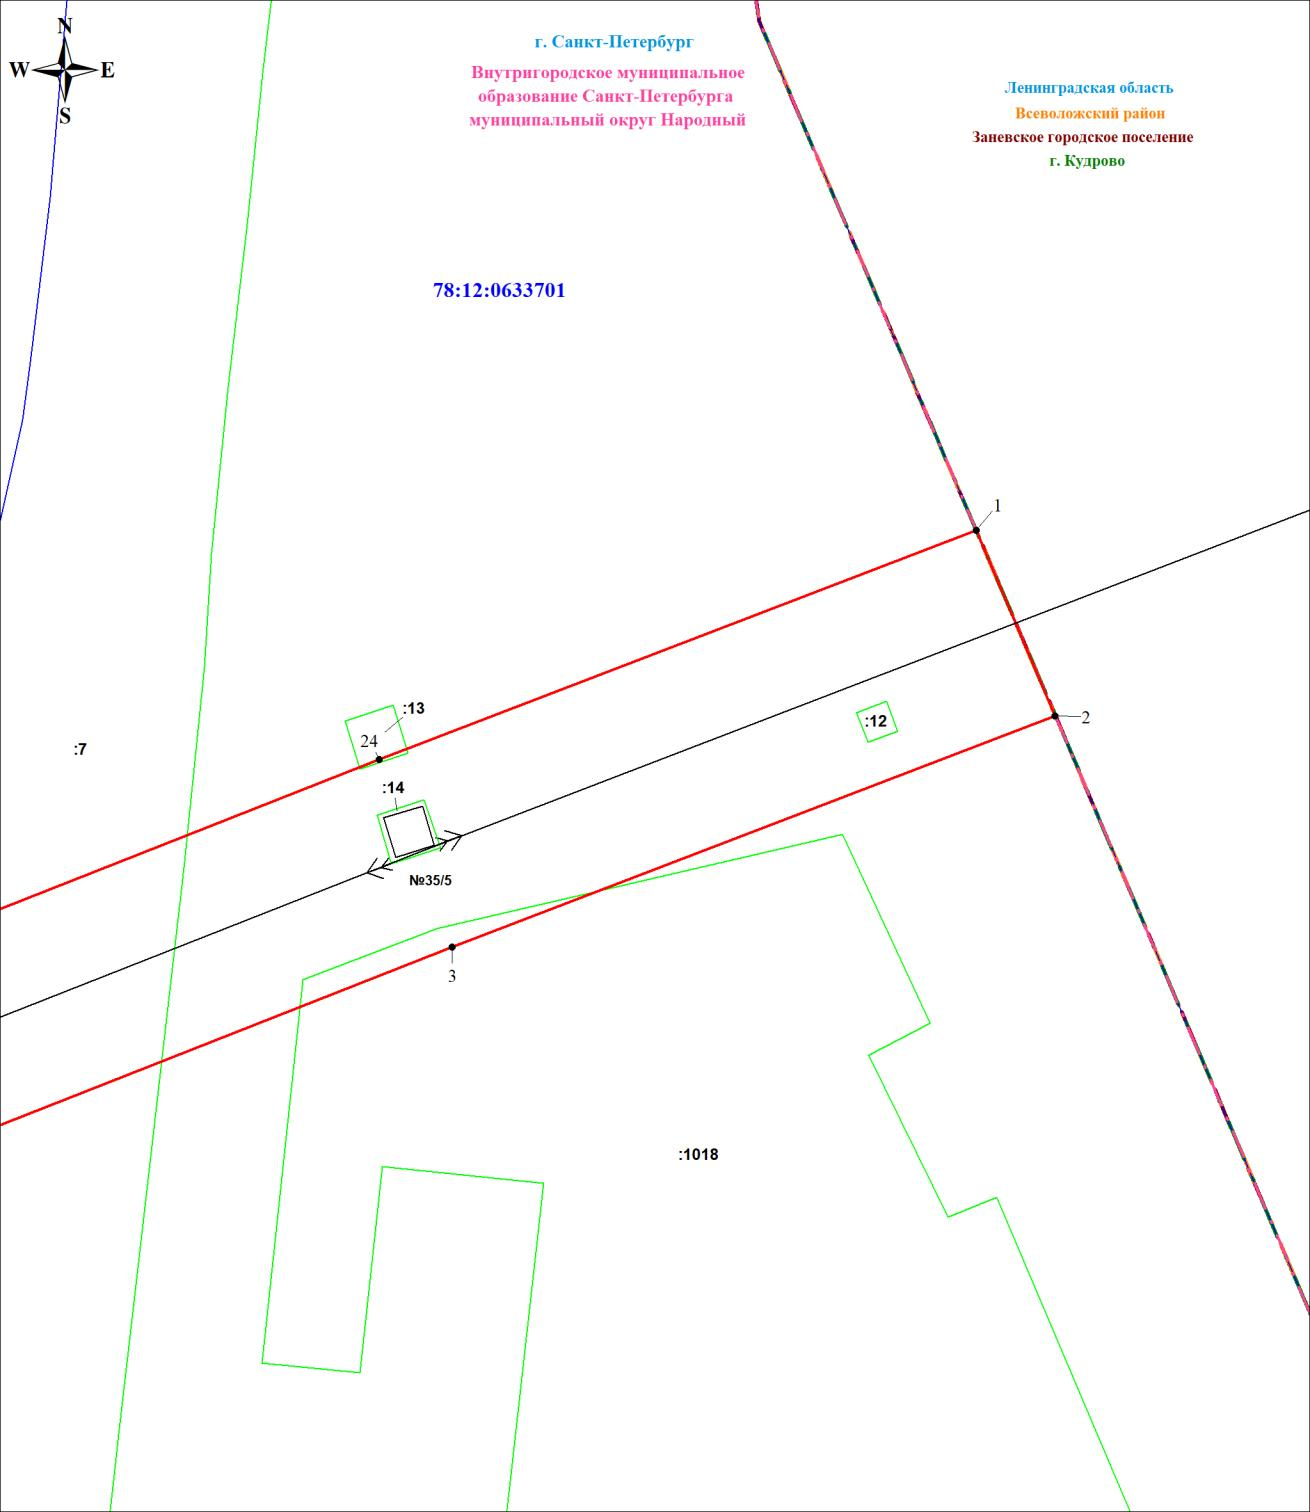 N
W E
S
г. Санкт-Петербург
Внутригородское муниципальное
образование Санкт-Петербурга
муниципальный округ Народный
Ленинградская область
Всеволожский район
Заневское городское поселение
г. Кудрово
78:12:0633701
1
:13
2
:12
24
:7
:14
№35/5
3
:1018